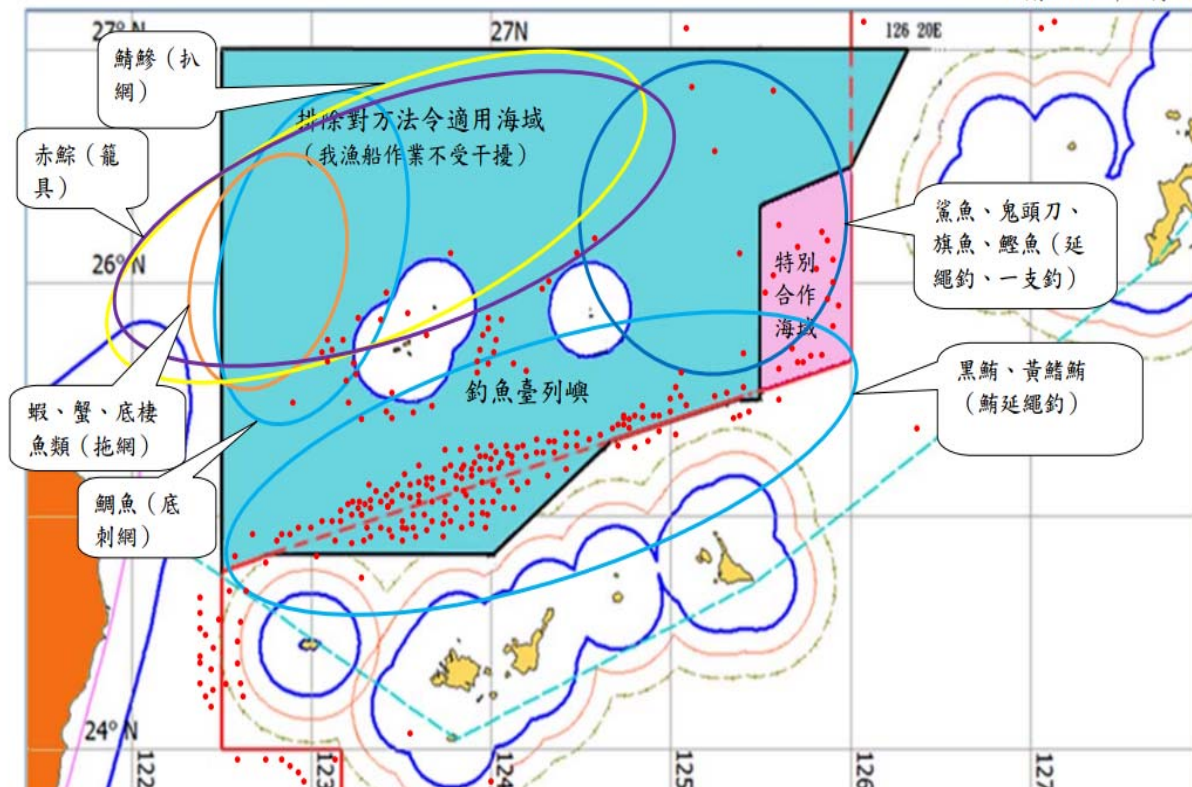 27° N
27N
126 20E
鯖鰺（扒
網）
排除對方法令適用海域
（我漁船作業不受干擾）
赤鯮（籠
具）
鯊魚、鬼頭刀、
旗魚、鰹魚（延
繩釣、一支釣）
26° N
特別
合作
海域
釣魚臺列嶼
黑鮪、黃鰭鮪
（鮪延繩釣）
蝦、蟹、底棲
魚類（拖網）
鯛魚（底
刺網）
24° N
122
123
124
125
126
127